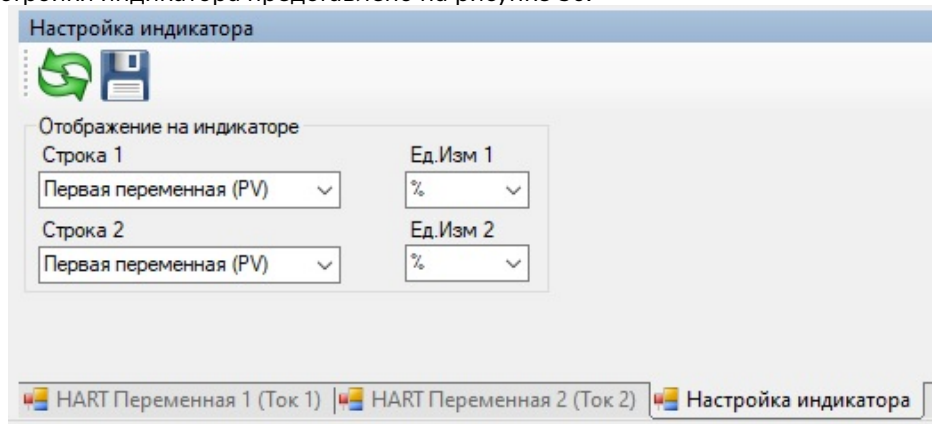 Настройка индикатора
Отображение на индикаторе
Строка 1 Ед.Изм 1
Первая переменная (PV) %
Строка 2 Ед.Изм 2
Первая переменная (PV) %
HART Переменная 1 (Ток 1) HART Переменная 2 (Ток 2) Настройка индикатора